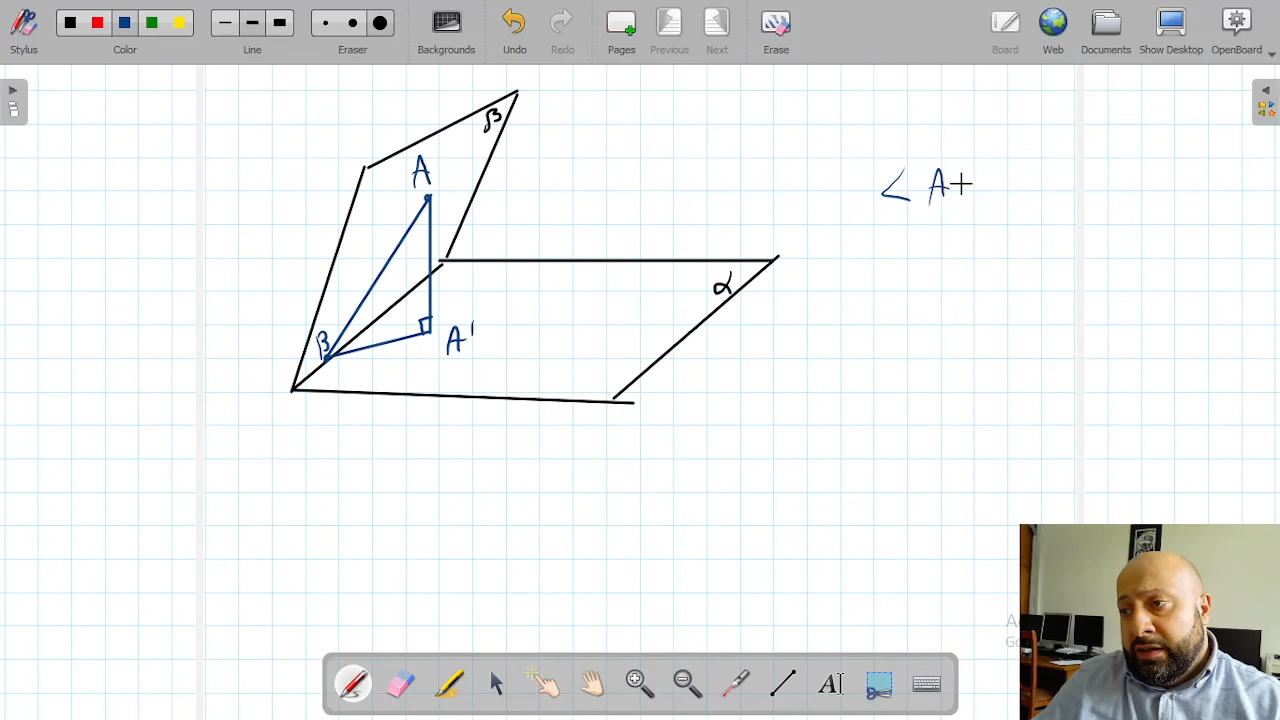 Stylus
Color
Line
Eraser
Backgrounds
Undo
Redo
Pages
Previous
Next
Erase
Board
Web
Documents
Show Desktop
OpenBoard
β
A
< A
α
B
A'